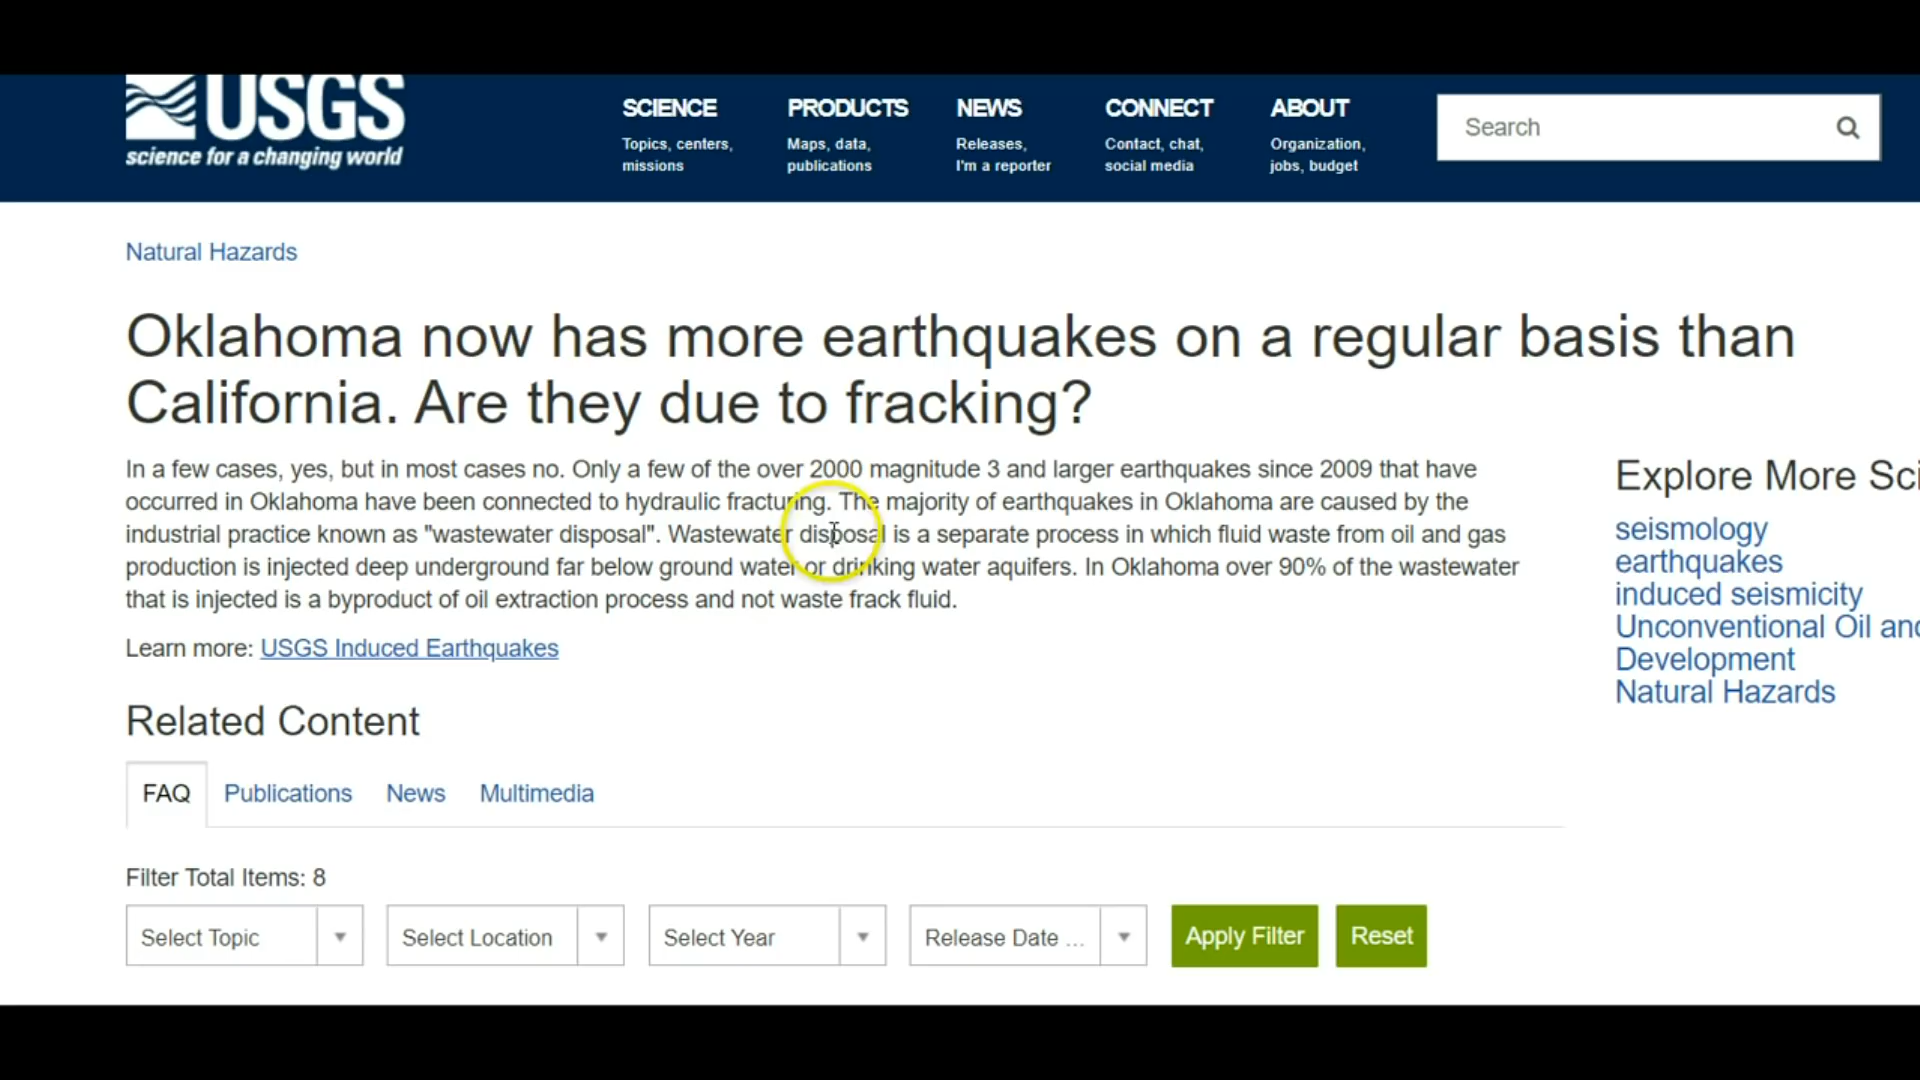 USGS
science for a changing world
SCIENCE
Topics, centers,
missions
PRODUCTS
Maps, data,
publications
NEWS
Releases,
I'm a reporter
CONNECT
Contact, chat,
social media
ABOUT
Organization,
jobs, budget
Search
Natural Hazards
Oklahoma now has more earthquakes on a regular basis than
California. Are they due to fracking?
In a few cases, yes, but in most cases no. Only a few of the over 2000 magnitude 3 and larger earthquakes since 2009 that have
occurred in Oklahoma have been connected to hydraulic fracturing. The majority of earthquakes in Oklahoma are caused by the
industrial practice known as "wastewater disposal". Wastewater disposal is a separate process in which fluid waste from oil and gas
production is injected deep underground far below ground water or drinking water aquifers. In Oklahoma over 90% of the wastewater
that is injected is a byproduct of oil extraction process and not waste frack fluid.
Learn more: USGS Induced Earthquakes
Explore More Sci
seismology
earthquakes
induced seismicity
Unconventional Oil and
Development
Natural Hazards
Related Content
FAQ Publications News Multimedia
Filter Total Items: 8
Select Topic Select Location Select Year Release Date ... Apply Filter Reset